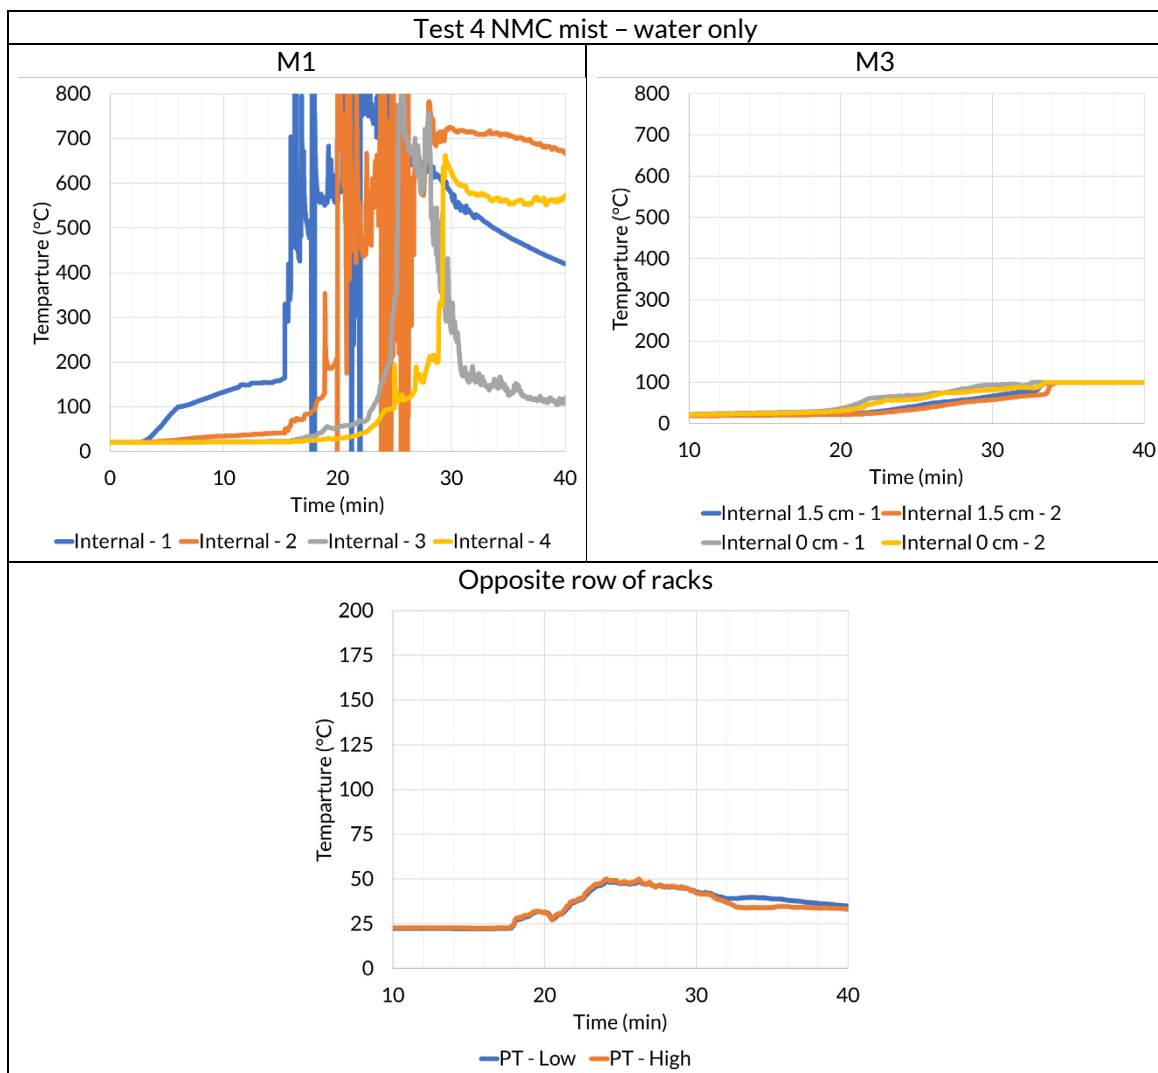 Test 4 NMC mist – water only
M1
800
700
600
500
400
300
200
100
0
Temparture (°C)
0 10 20 30 40
Time (min)
Internal - 1 Internal - 2 Internal - 3 Internal - 4
M3
800
700
600
500
400
300
200
100
0
Temparture (°C)
10 20 30 40
Time (min)
Internal 1.5 cm - 1 Internal 1.5 cm - 2
Internal 0 cm - 1 Internal 0 cm - 2
Opposite row of racks
200
175
150
125
100
75
50
25
0
Temparture (°C)
10 20 30 40
Time (min)
PT - Low PT - High